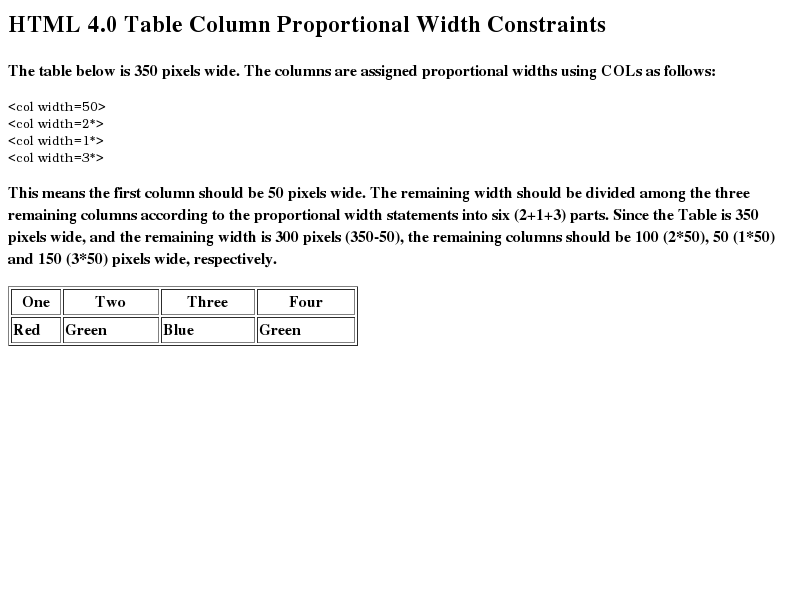 HTML 4.0 Table Column Proportional Width Constraints
The table below is 350 pixels wide. The columns are assigned proportional widths using COLs as follows:
<col width=50>
<col width=2*>
<col width=1*>
<col width=3*>
This means the first column should be 50 pixels wide. The remaining width should be divided among the three
remaining columns according to the proportional width statements into six (2+1+3) parts. Since the Table is 350
pixels wide, and the remaining width is 300 pixels (350-50), the remaining columns should be 100 (2*50), 50 (1*50)
and 150 (3*50) pixels wide, respectively.
One Two Three Four
Red Green Blue Green